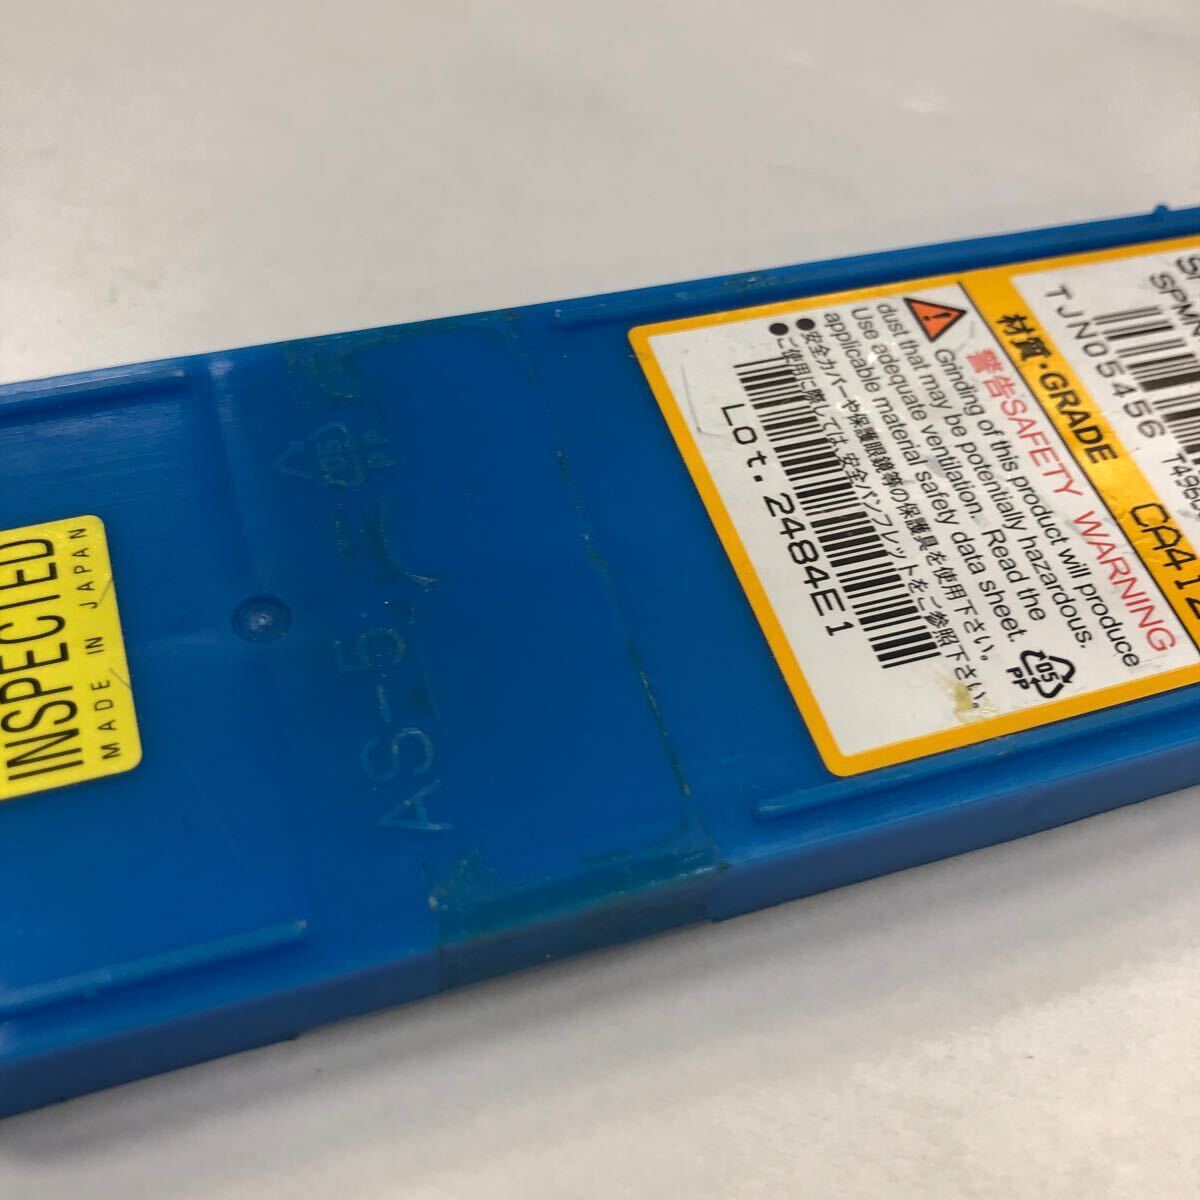 TJN05456
材質・GRADE
警告SAFETY WARNING
Grinding of this product will produce
dust that may be potentially hazardous.
Use adequate ventilation. Read the
applicable material safety data sheet.
●安全カバーや保護眼鏡等の保護具を使用下さい。
●ご使用に際しては、安全パンフレットをご参照下さい。
Lot.2484E1
PP
AS-5
PP
INSPECTED
MADE IN JAPAN